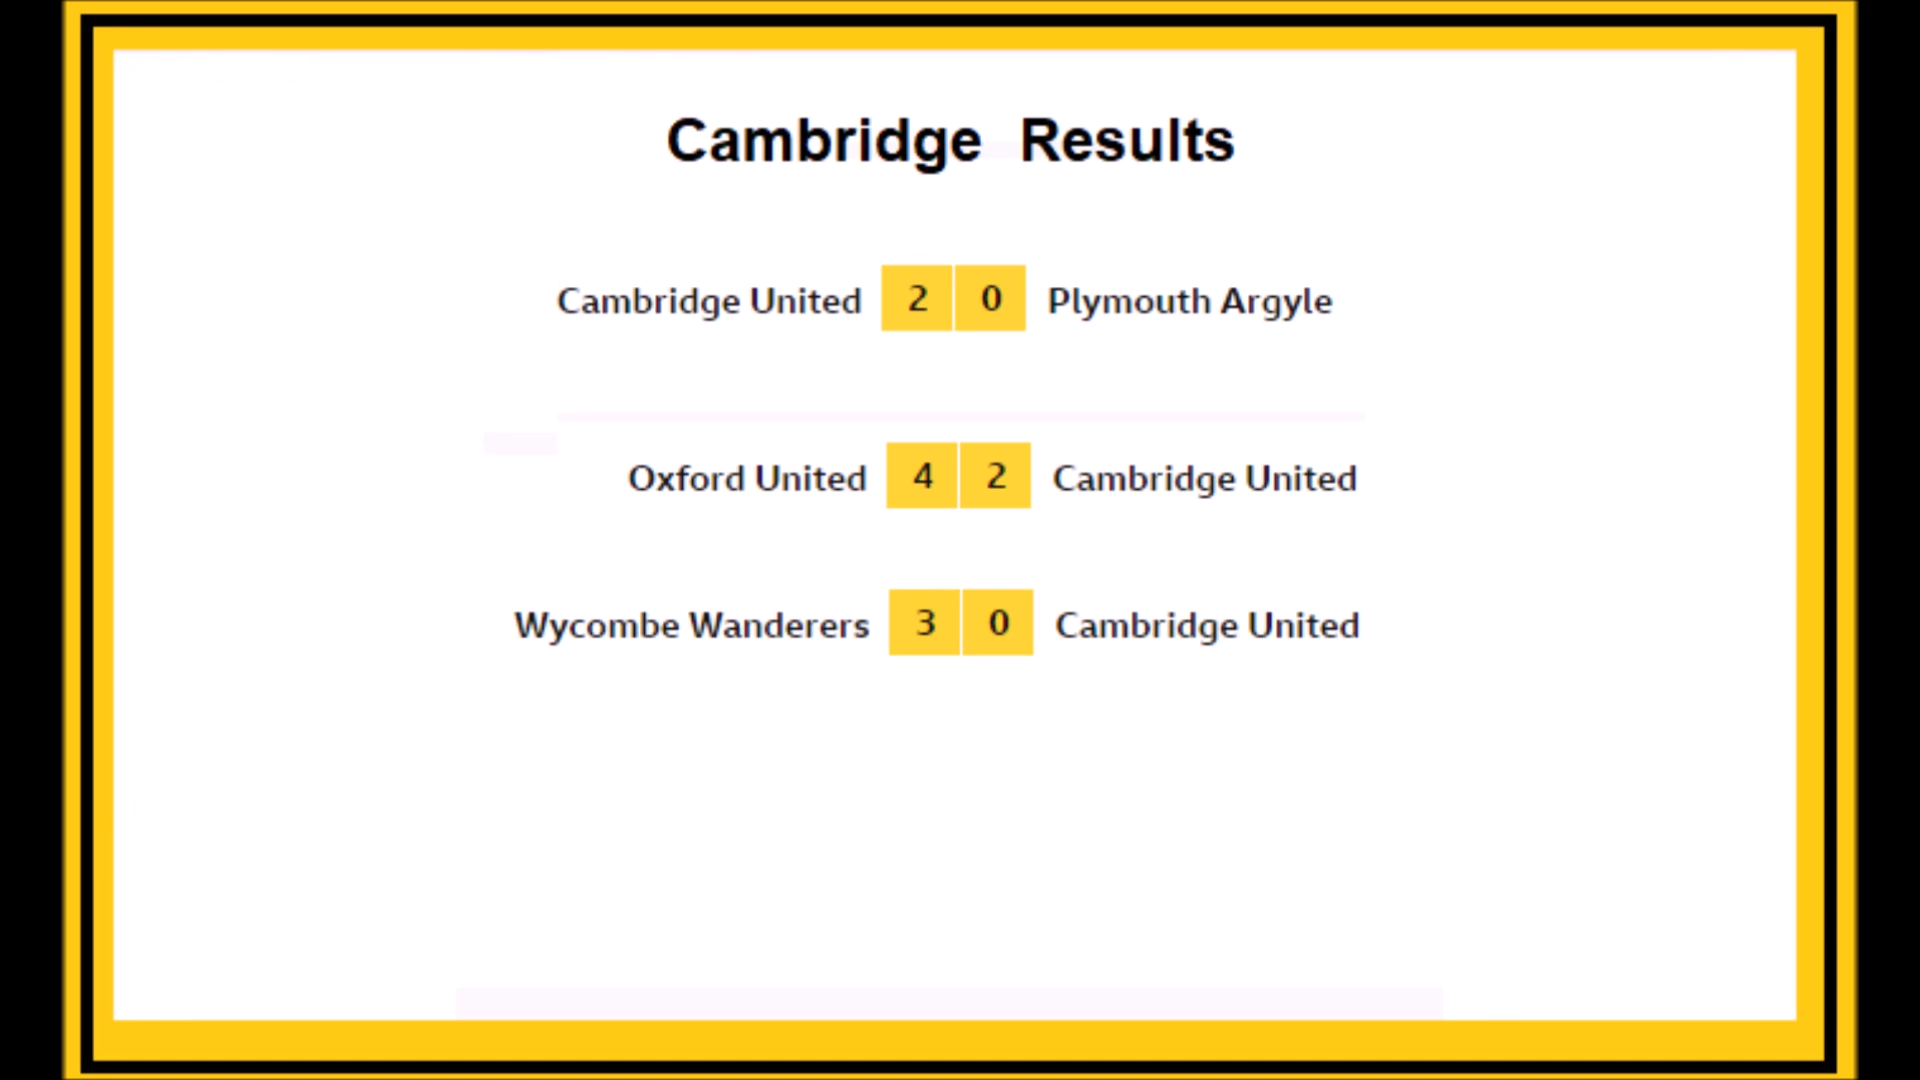 Cambridge Results
Cambridge United 2 0 Plymouth Argyle
Oxford United 4 2 Cambridge United
Wycombe Wanderers 3 0 Cambridge United